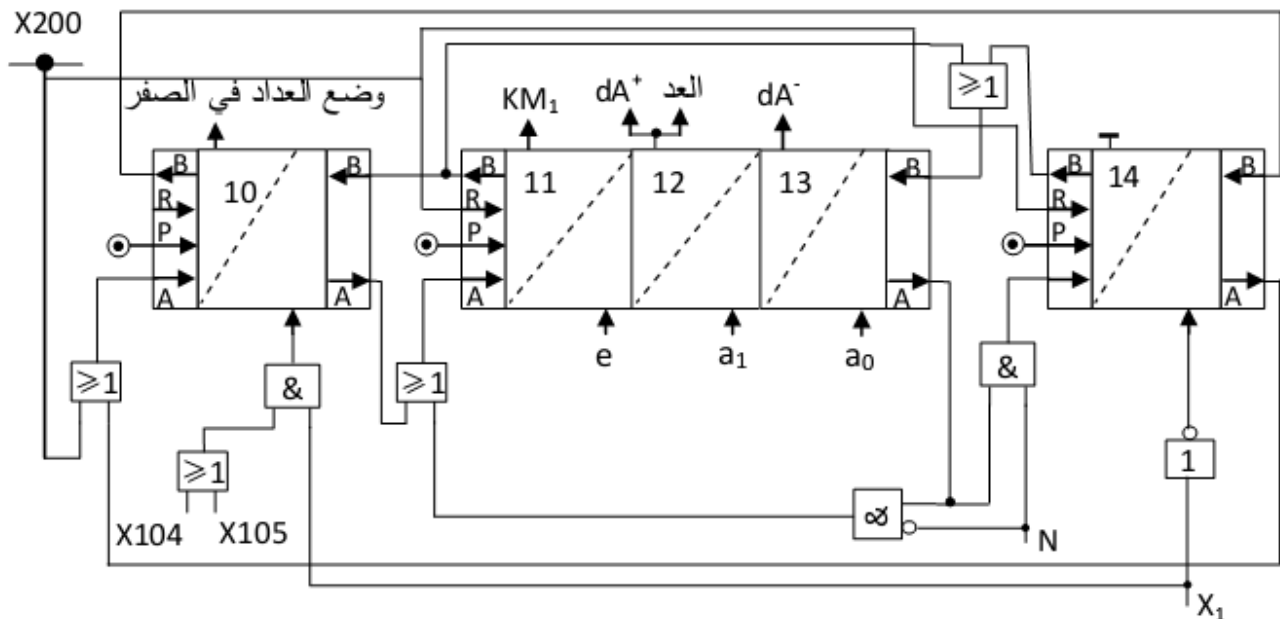 X200
وضع العداد في الصفر
KM₁
dA⁺ العد
dA⁻
≥1
B B B B B B
10 11 12 13 14
R R R
P P P
A A A A A
≥1 & ≥1 e a₁ a₀ &
≥1
X104 X105
& N
1
X₁